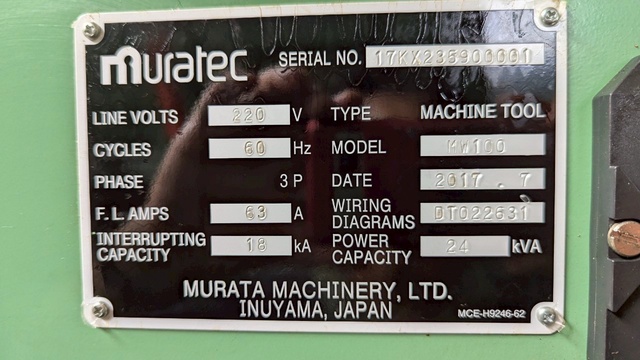 muratec SERIAL NO. 17KX235900001
LINE VOLTS 220 V TYPE MACHINE TOOL
CYCLES 60 Hz MODEL MW100
PHASE 3 P DATE 2017 . 7
F. L. AMPS 63 A WIRING DIAGRAMS DT022631
INTERRUPTING CAPACITY 18 kA POWER CAPACITY 24 kVA
MURATA MACHINERY, LTD.
INUYAMA, JAPAN
MCE-H9246-62